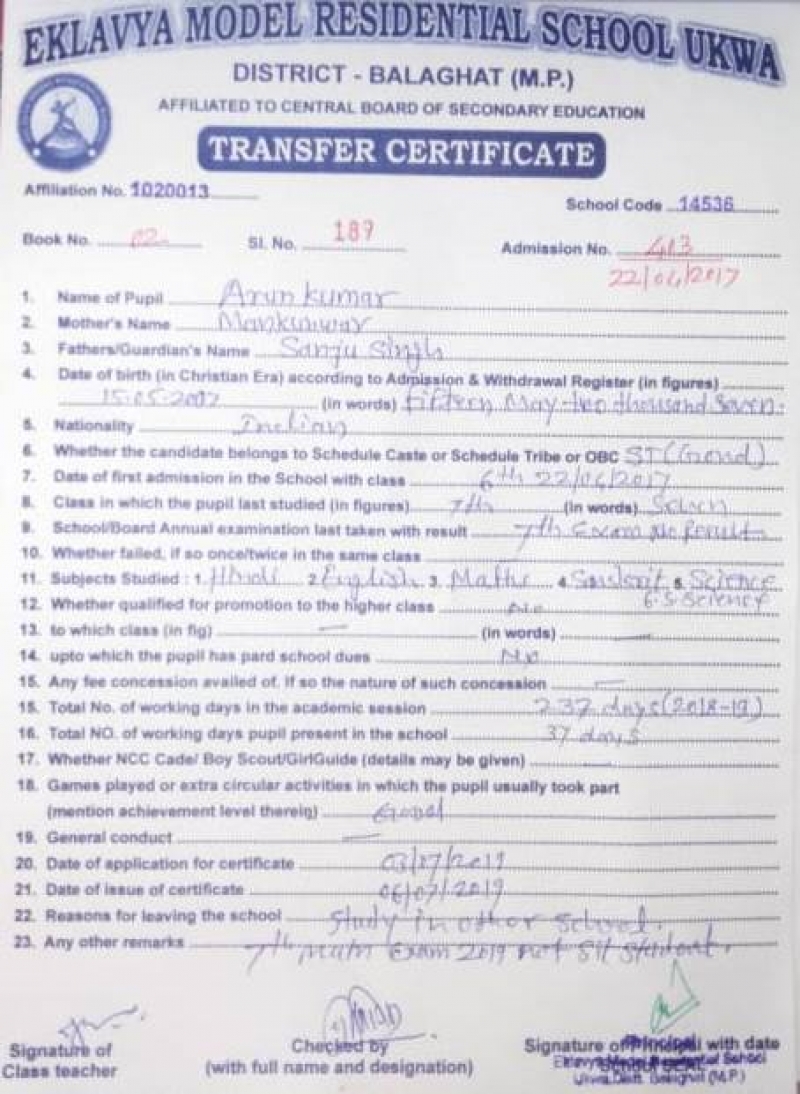 EKLAVYA MODEL RESIDENTIAL SCHOOL UKWA
DISTRICT - BALAGHAT (M.P.)
AFFILIATED TO CENTRAL BOARD OF SECONDARY EDUCATION
TRANSFER CERTIFICATE
Affiliation No. 1020013
School Code 14536
Book No. 02 Sl. No. 189 Admission No. 413
22/06/2017
1. Name of Pupil Arun kumar
2. Mother's Name Mankunwar
3. Fathers/Guardian's Name Sanju Singh
4. Date of birth (in Christian Era) according to Admission & Withdrawal Register (in figures)
15-05-2007 (in words) Fifteen May two thousand Seven.
5. Nationality Indian
6. Whether the candidate belongs to Schedule Caste or Schedule Tribe or OBC ST (Gond)
7. Date of first admission in the School with class 6th 22/06/2017
8. Class in which the pupil last studied (in figures) 7th (in words) Seven
9. School/Board Annual examination last taken with result 7th Exam No Result
10. Whether failed, if so once/twice in the same class
11. Subjects Studied : 1. Hindi 2. English 3. Maths 4. Sanskrit 5. Science
6. S. Science
12. Whether qualified for promotion to the higher class No
13. to which class (in fig) — (in words) —
14. upto which the pupil has pard school dues No
15. Any fee concession availed of. If so the nature of such concession —
15. Total No. of working days in the academic session 237 days (2018-19)
16. Total NO. of working days pupil present in the school 37 days
17. Whether NCC Cade/ Boy Scout/GirlGuide (details may be given) —
18. Games played or extra circular activities in which the pupil usually took part
(mention achievement level therein) Good
19. General conduct —
20. Date of application for certificate 03/07/2019
21. Date of issue of certificate 06/07/2019
22. Reasons for leaving the school Study in other School.
23. Any other remarks 7th main Exam 2019 not Sit Student.
Signature of Class teacher
Checked by
(with full name and designation)
Signature of Principal with date
Eklavya Model Residential School
Ukwa Distt. Balaghat (M.P.)